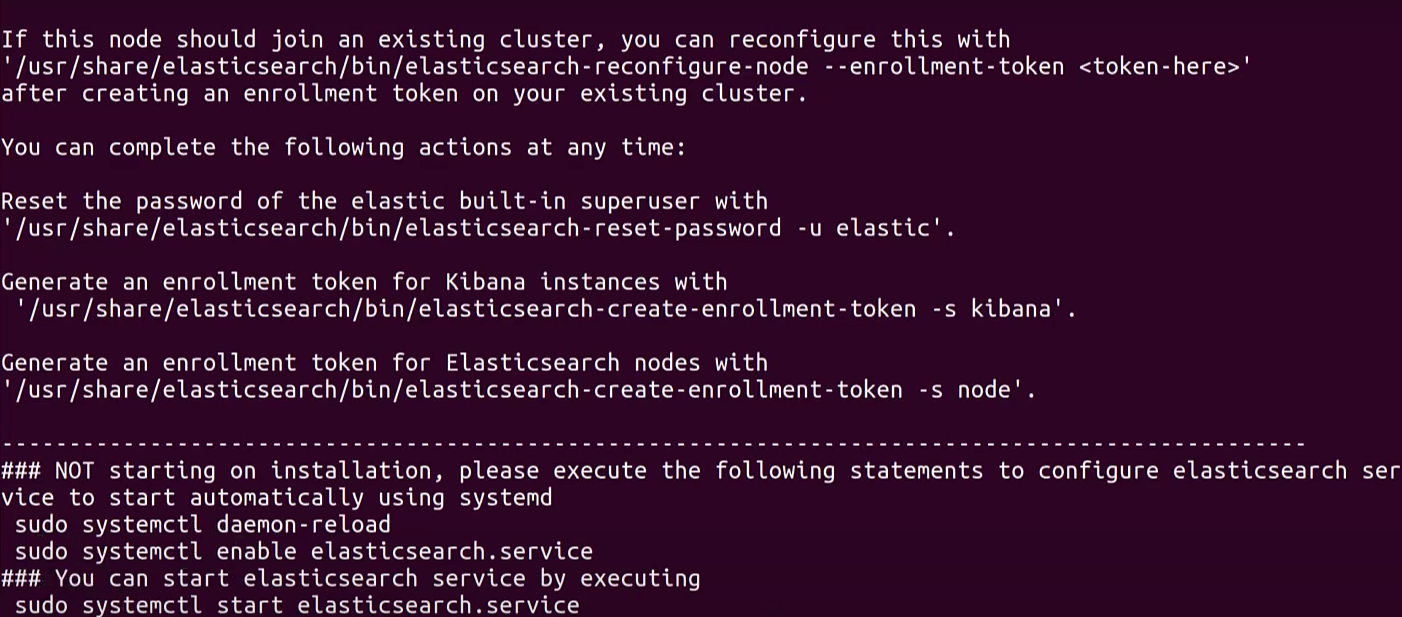 If this node should join an existing cluster, you can reconfigure this with
'/usr/share/elasticsearch/bin/elasticsearch-reconfigure-node --enrollment-token <token-here>'
after creating an enrollment token on your existing cluster.
You can complete the following actions at any time:
Reset the password of the elastic built-in superuser with
'/usr/share/elasticsearch/bin/elasticsearch-reset-password -u elastic'.
Generate an enrollment token for Kibana instances with
 '/usr/share/elasticsearch/bin/elasticsearch-create-enrollment-token -s kibana'.
Generate an enrollment token for Elasticsearch nodes with
'/usr/share/elasticsearch/bin/elasticsearch-create-enrollment-token -s node'.
-------------------------------------------------------------------------------------------------
### NOT starting on installation, please execute the following statements to configure elasticsearch ser
vice to start automatically using systemd
 sudo systemctl daemon-reload
 sudo systemctl enable elasticsearch.service
### You can start elasticsearch service by executing
 sudo systemctl start elasticsearch.service